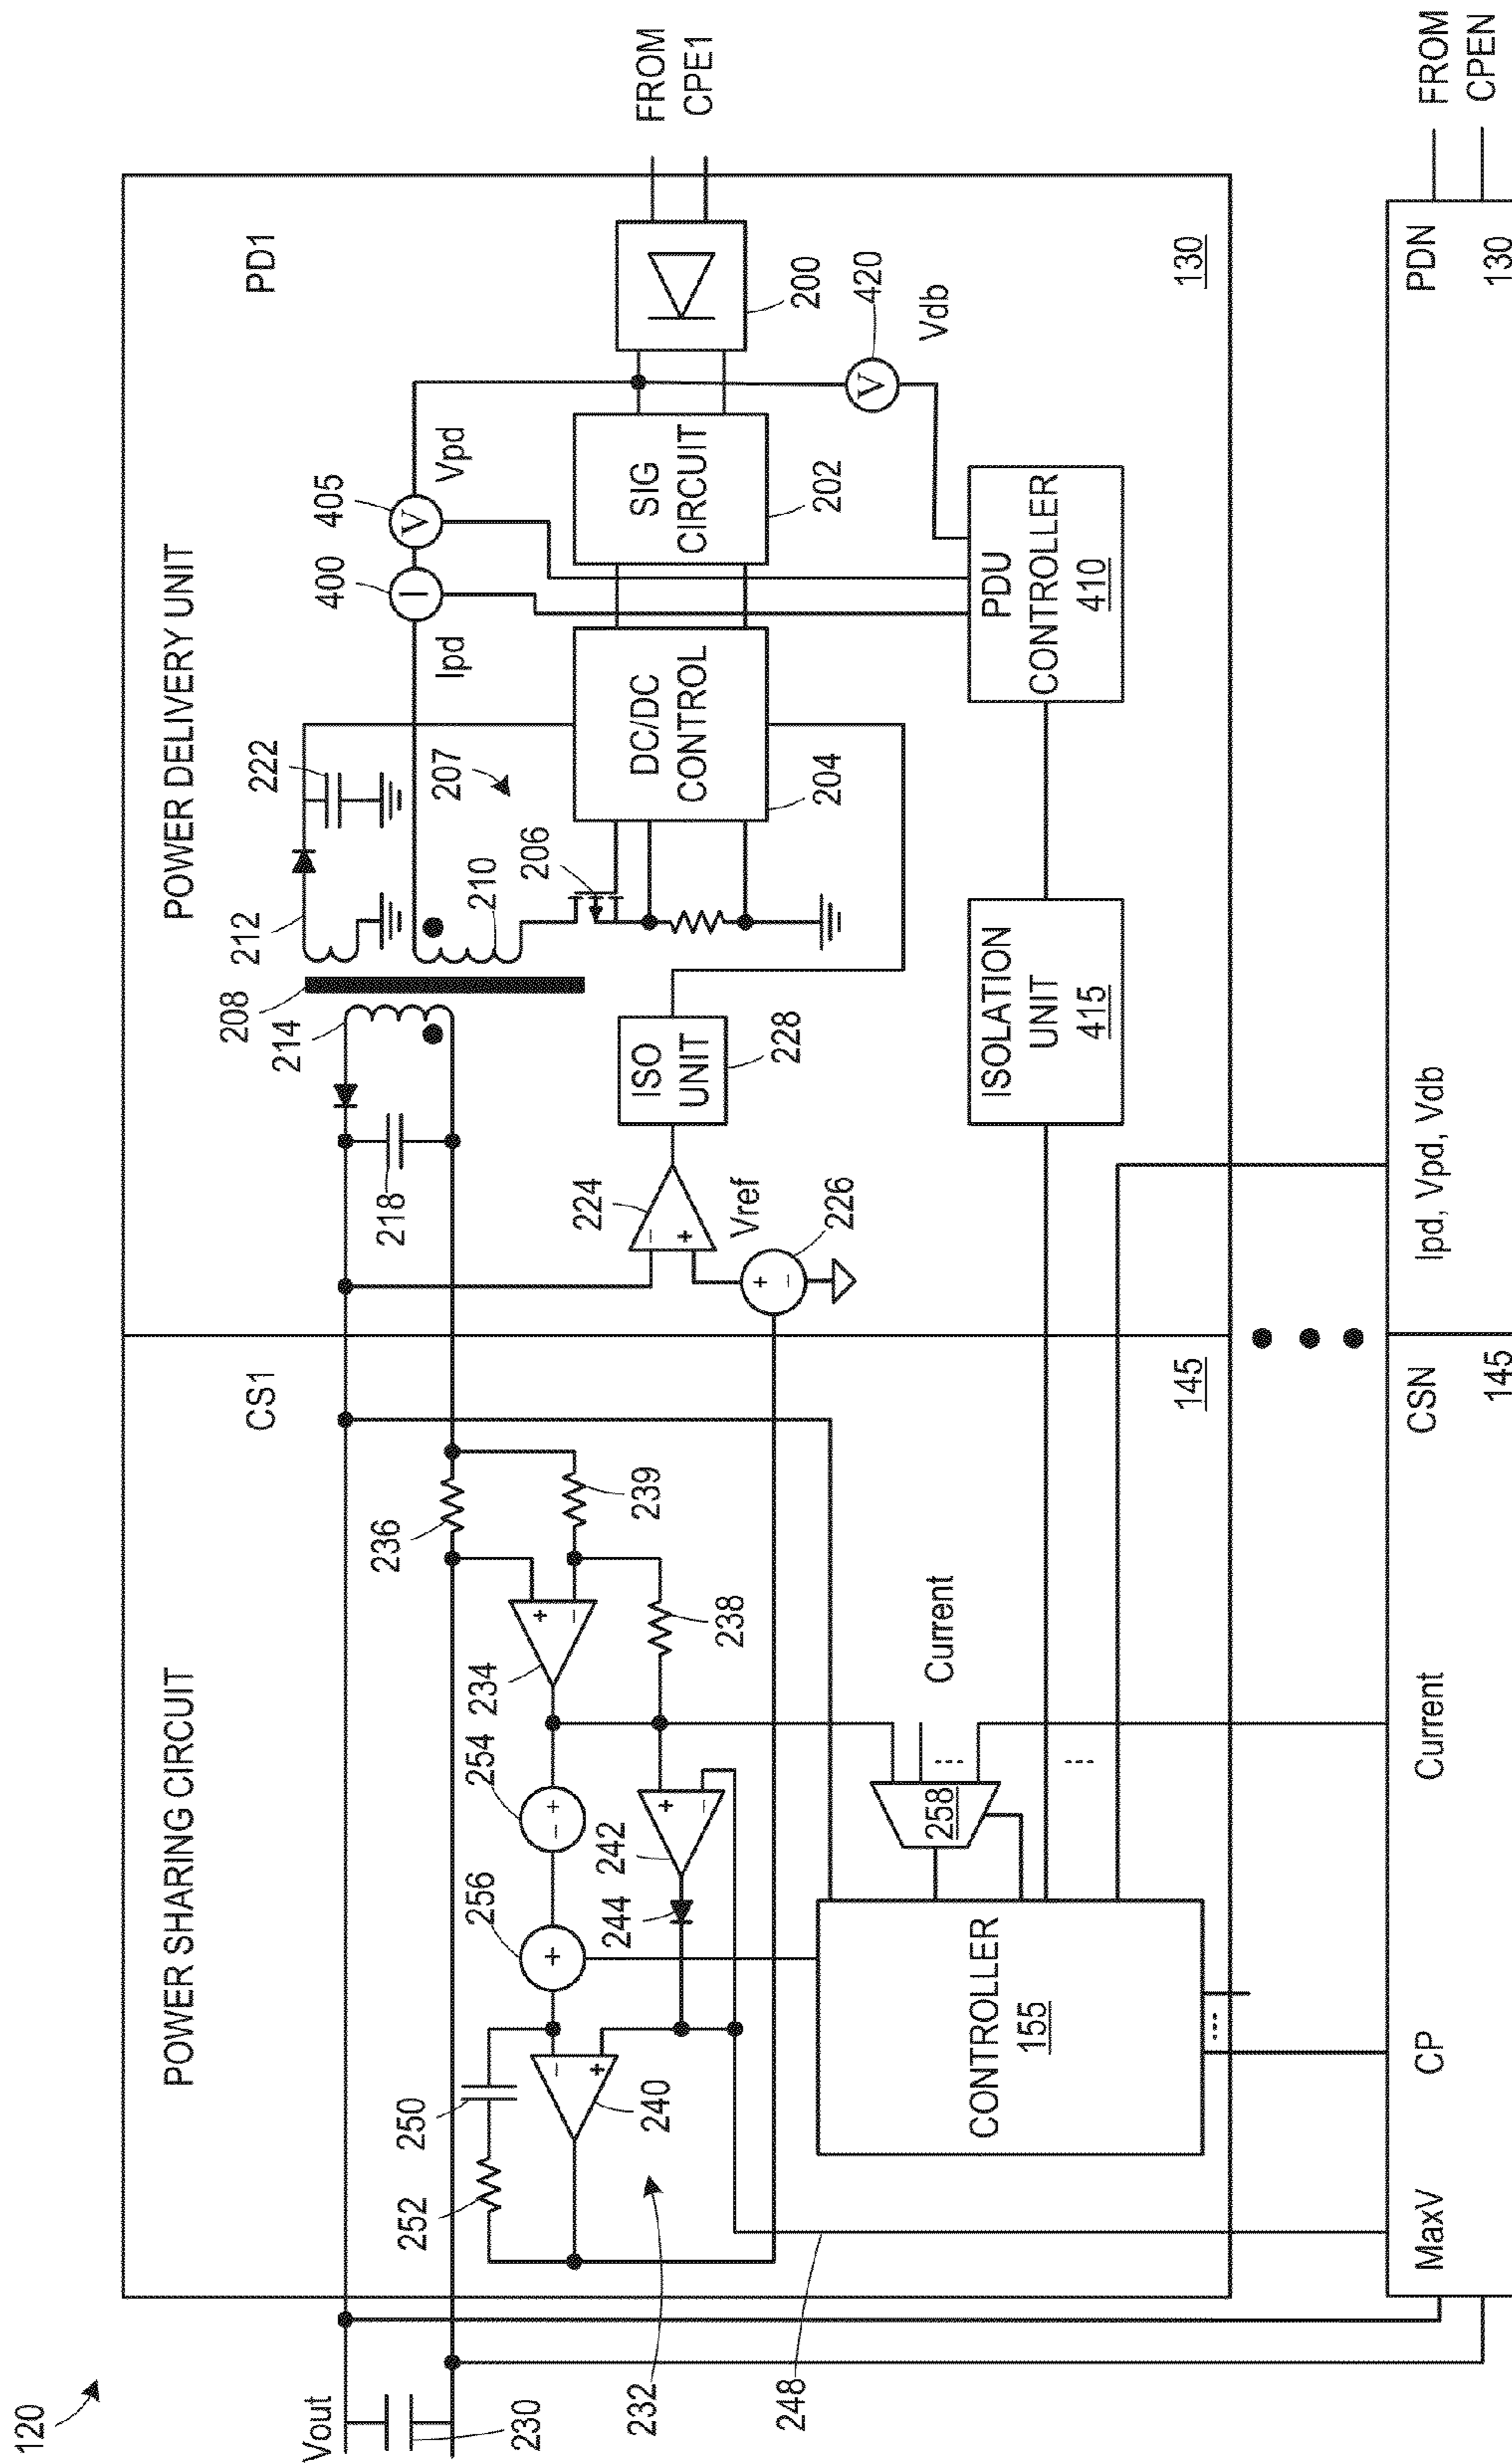 120
POWER SHARING CIRCUIT
POWER DELIVERY UNIT
CS1
PD1
Vout
230
252
250
256
254
234
236
239
238
240
242
244
232
248
258
Current
CONTROLLER
155
145
218
214
208
212
222
207
210
206
Ipd
400
405
Vpd
224
Vref
226
ISO
UNIT
228
DC/DC
CONTROL
204
SIG
CIRCUIT
202
200
420
Vdb
FROM
CPE1
ISOLATION
UNIT
415
PDU
CONTROLLER
410
130
MaxV
CP
Current
CSN
145
Ipd, Vpd, Vdb
PDN
130
FROM
CPEN